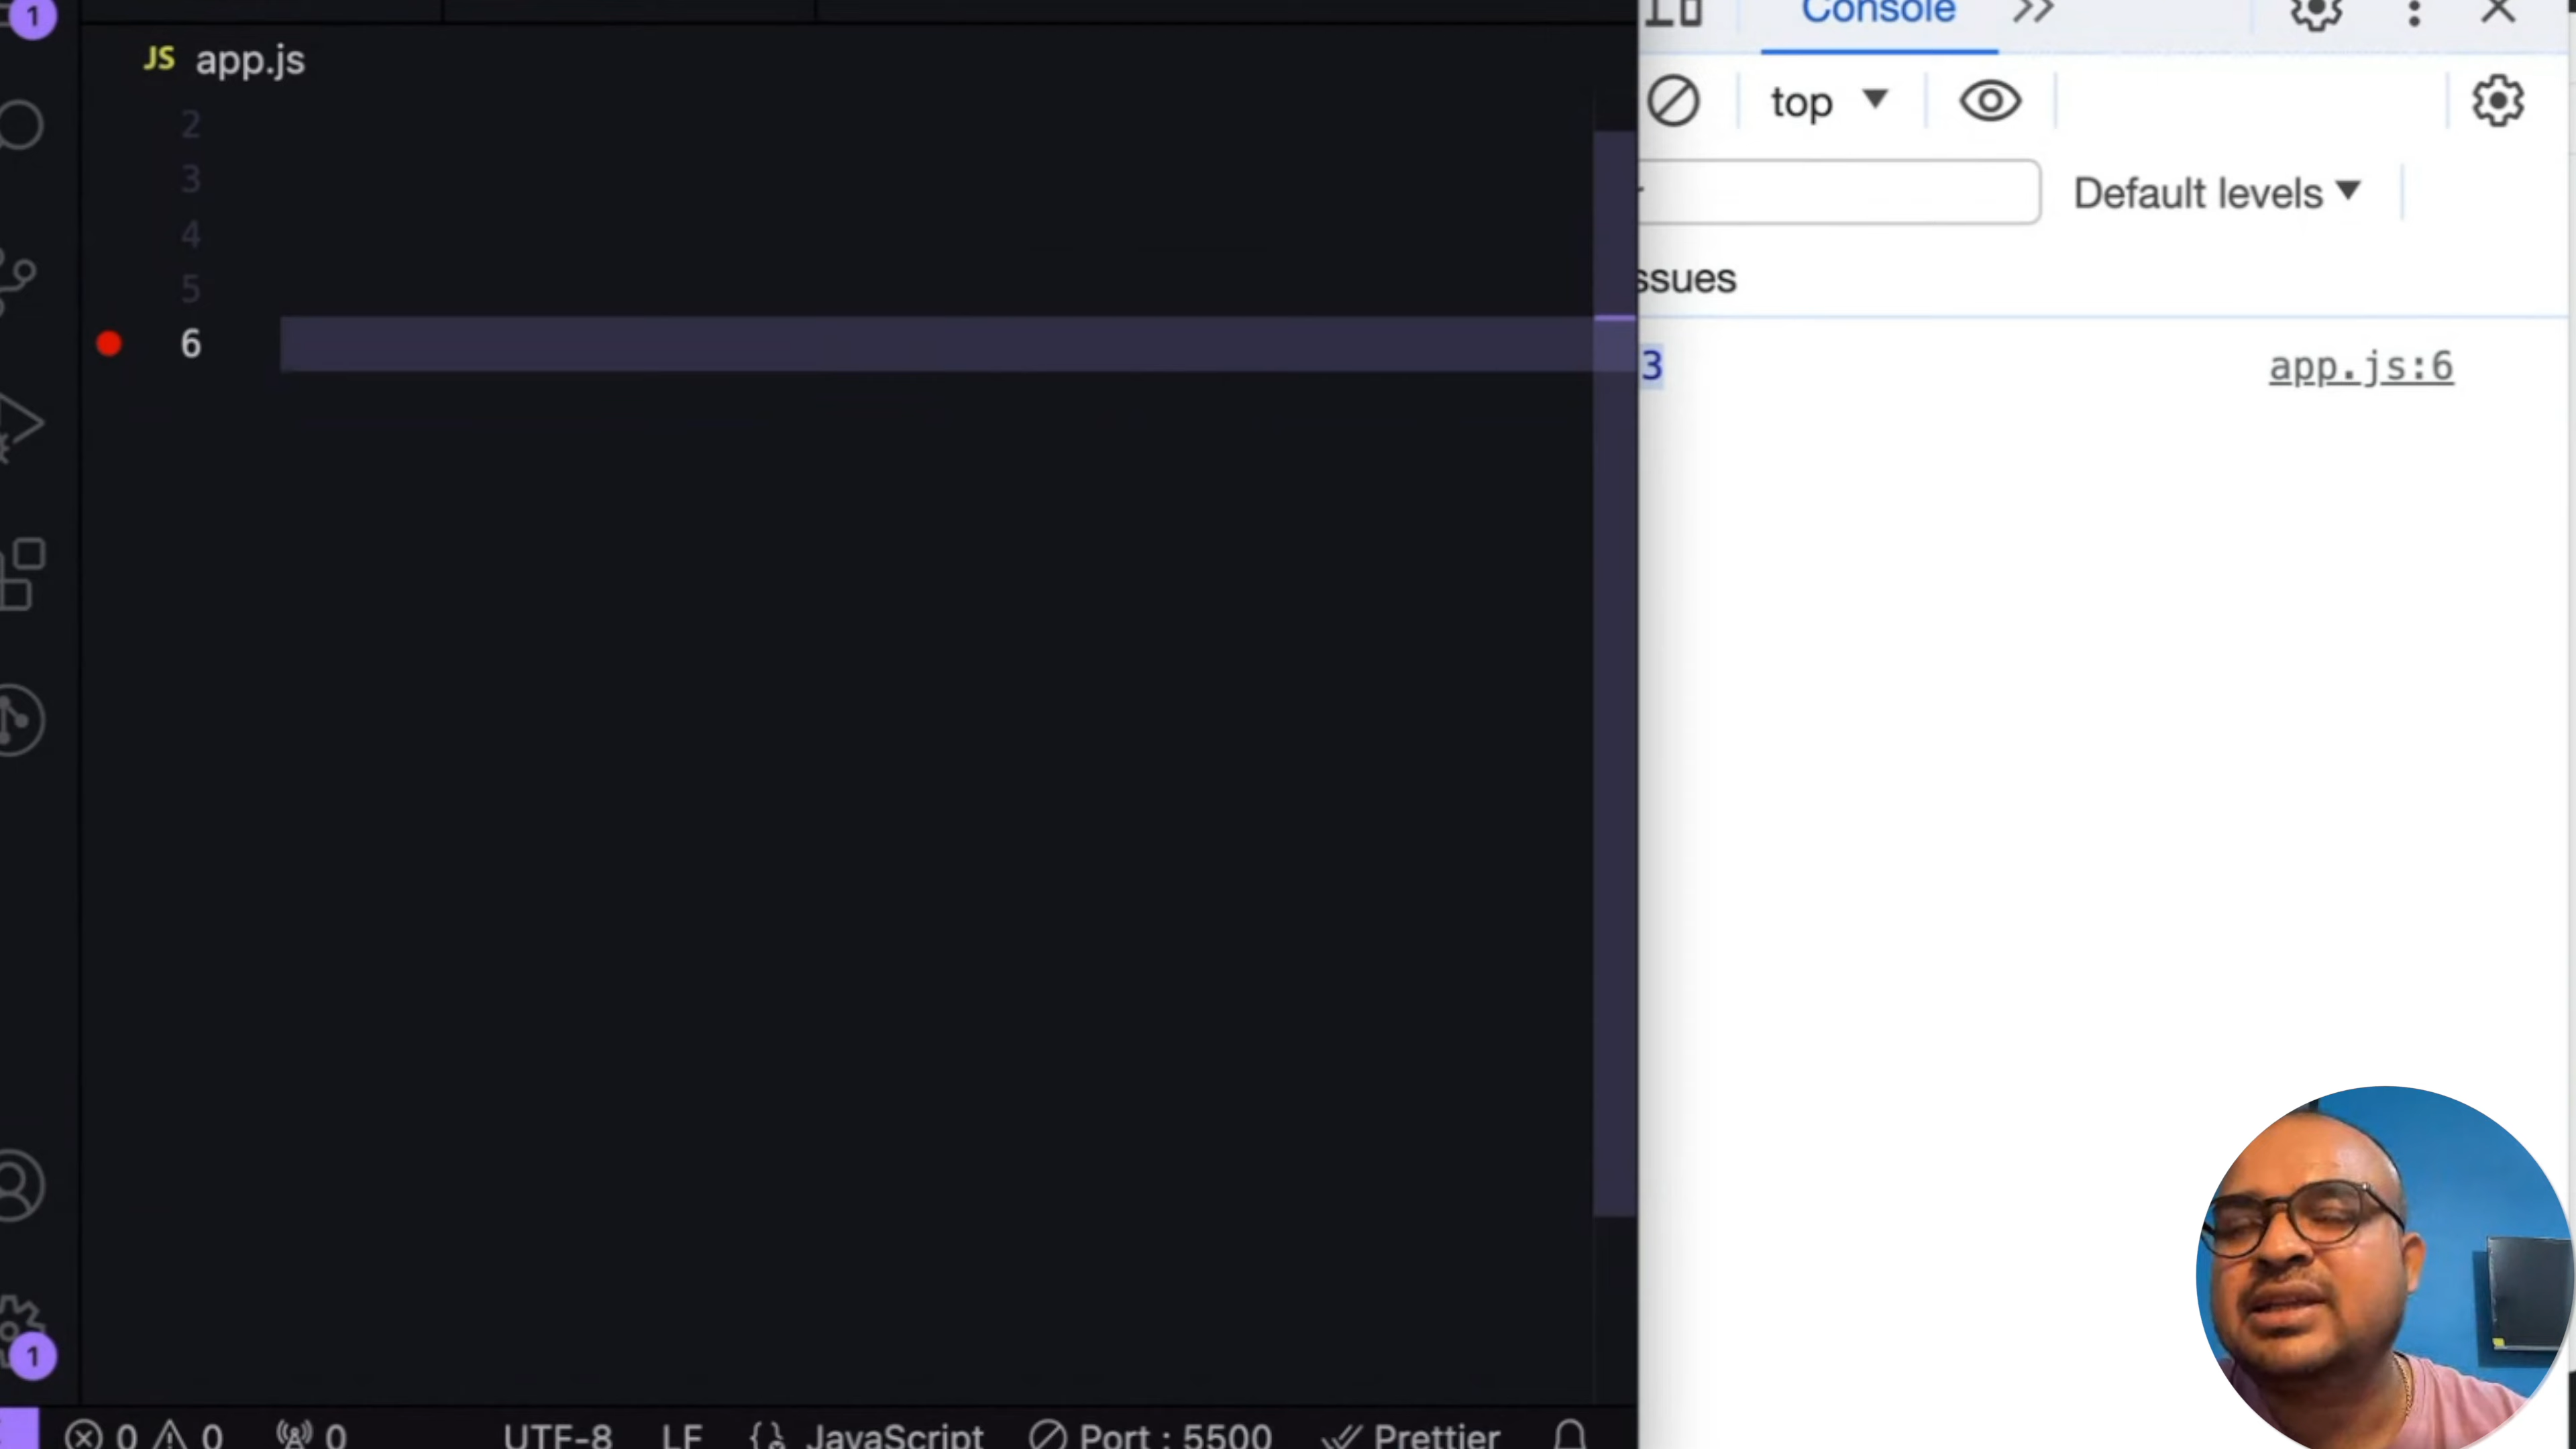 1
Console >>
JS app.js
top
2
3
Default levels
4
ssues
5
6
3 app.js:6
1
0 0 0 UTF-8 LF {} JavaScript Port : 5500 Prettier